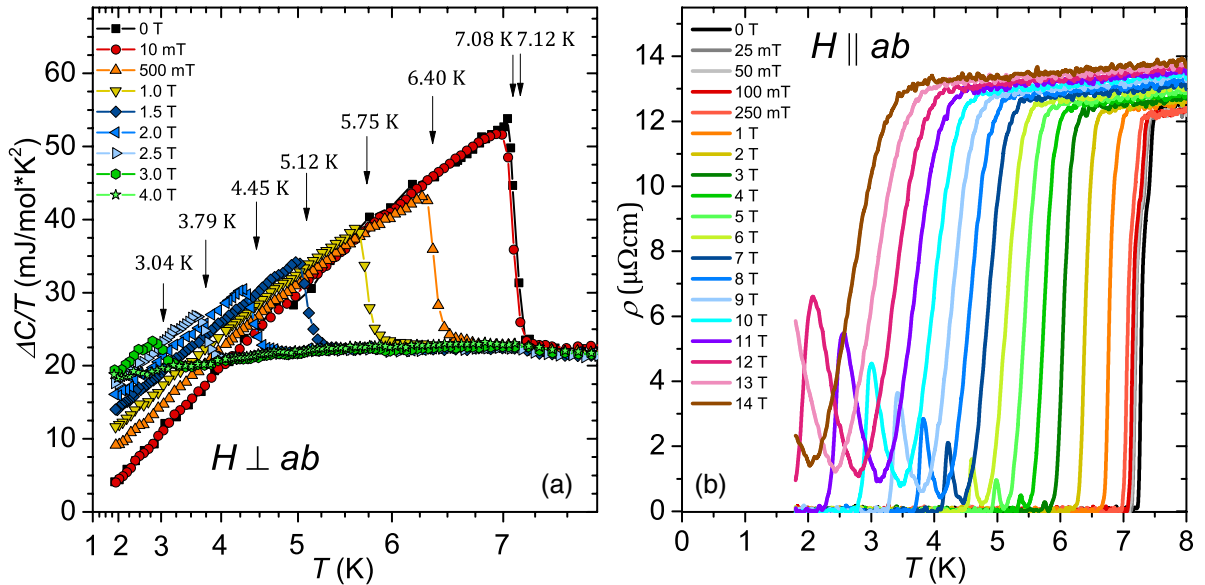 0 T
10 mT
500 mT
1.0 T
1.5 T
2.0 T
2.5 T
3.0 T
4.0 T
7.08 K 7.12 K
6.40 K
5.75 K
5.12 K
4.45 K
3.79 K
3.04 K
H ⊥ ab
(a)
ΔC/T (mJ/mol*K²)
60
50
40
30
20
10
0
1 2 3 4 5 6 7
T (K)
0 T
25 mT
50 mT
100 mT
250 mT
1 T
2 T
3 T
4 T
5 T
6 T
7 T
8 T
9 T
10 T
11 T
12 T
13 T
14 T
H || ab
(b)
ρ (μΩcm)
14
12
10
8
6
4
2
0
0 1 2 3 4 5 6 7 8
T (K)